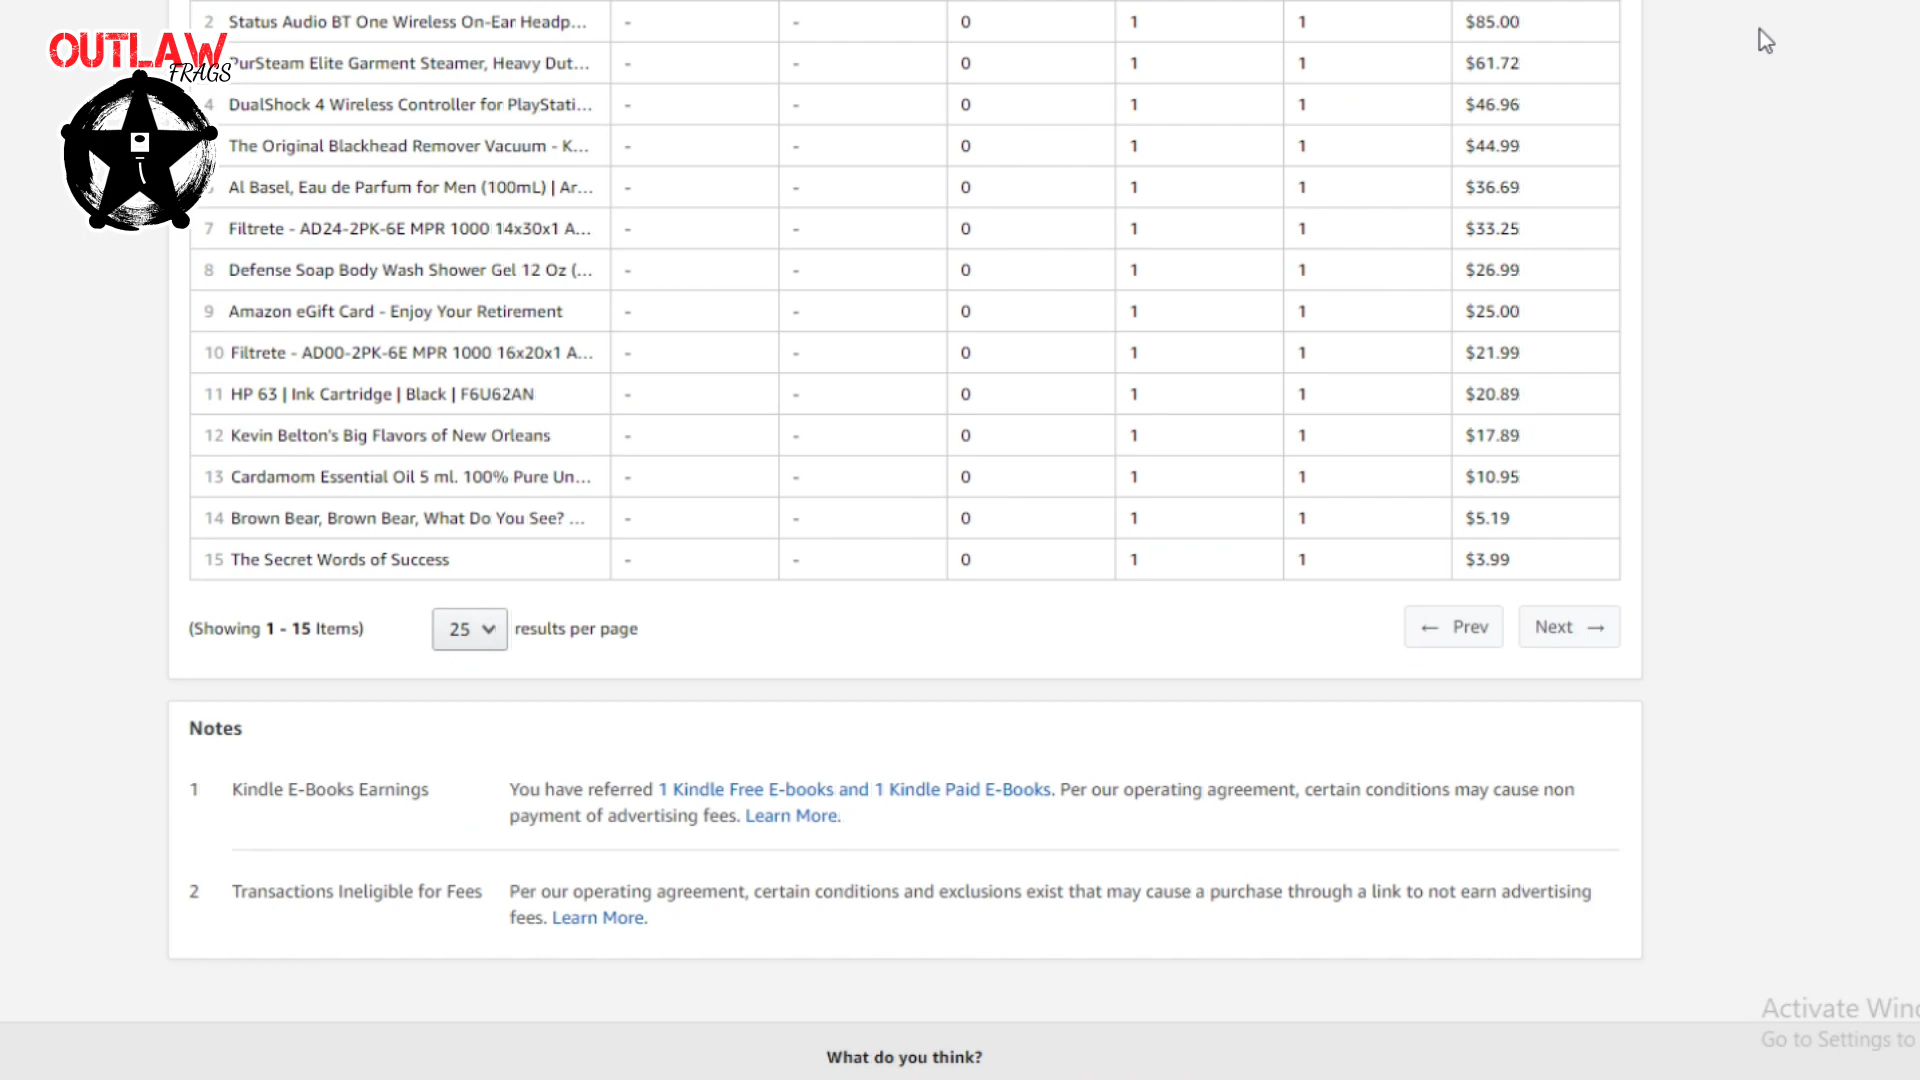 2 Status Audio BT One Wireless On-Ear Headp... - - 0 1 1 $85.00
OUTLAW
FRAGS
PurSteam Elite Garment Steamer, Heavy Dut... - - 0 1 1 $61.72
4 DualShock 4 Wireless Controller for PlayStati... - - 0 1 1 $46.96
The Original Blackhead Remover Vacuum - K... - - 0 1 1 $44.99
Al Basel, Eau de Parfum for Men (100mL) | Ar... - - 0 1 1 $36.69
7 Filtrete - AD24-2PK-6E MPR 1000 14x30x1 A... - - 0 1 1 $33.25
8 Defense Soap Body Wash Shower Gel 12 Oz (... - - 0 1 1 $26.99
9 Amazon eGift Card - Enjoy Your Retirement - - 0 1 1 $25.00
10 Filtrete - AD00-2PK-6E MPR 1000 16x20x1 A... - - 0 1 1 $21.99
11 HP 63 | Ink Cartridge | Black | F6U62AN - - 0 1 1 $20.89
12 Kevin Belton's Big Flavors of New Orleans - - 0 1 1 $17.89
13 Cardamom Essential Oil 5 ml. 100% Pure Un... - - 0 1 1 $10.95
14 Brown Bear, Brown Bear, What Do You See? ... - - 0 1 1 $5.19
15 The Secret Words of Success - - 0 1 1 $3.99
(Showing 1 - 15 Items) 25 results per page ← Prev Next →
Notes
1 Kindle E-Books Earnings You have referred 1 Kindle Free E-books and 1 Kindle Paid E-Books. Per our operating agreement, certain conditions may cause non
payment of advertising fees. Learn More.
2 Transactions Ineligible for Fees Per our operating agreement, certain conditions and exclusions exist that may cause a purchase through a link to not earn advertising
fees. Learn More.
Activate Wind
Go to Settings to
What do you think?